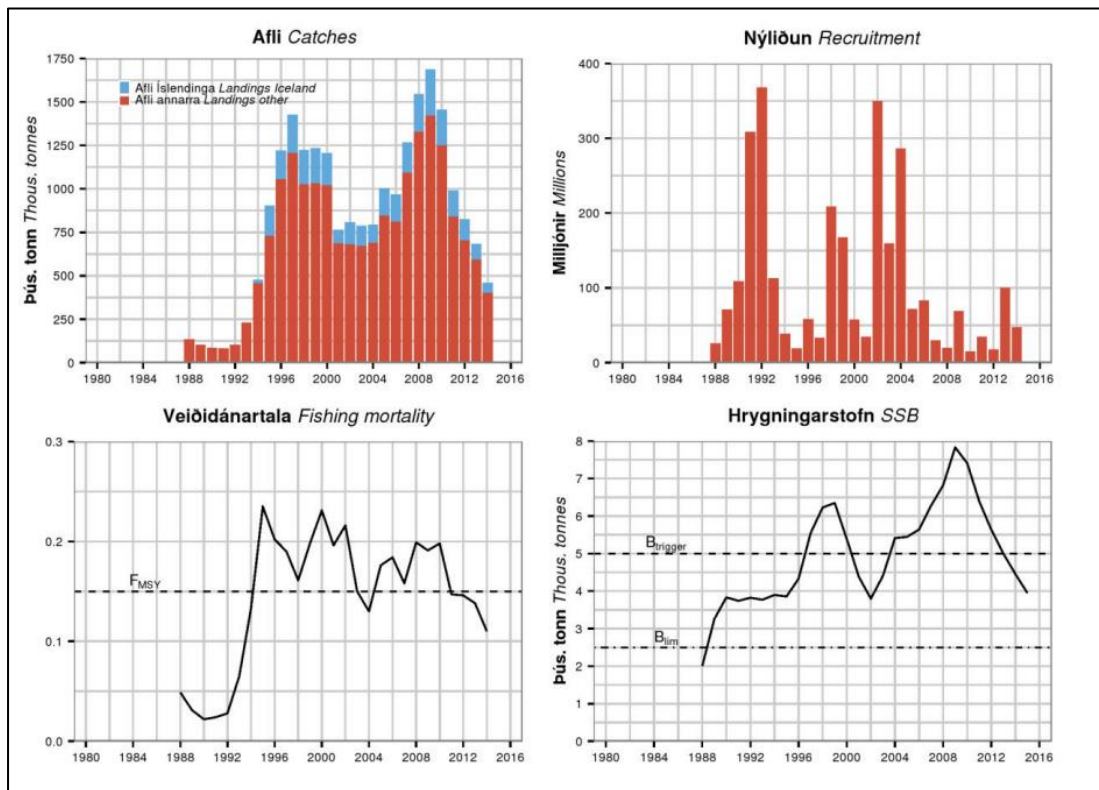 Afli Catches
Afli Íslendinga Landings Iceland
Afli annarra Landings other
Þús. tonn Thous. tonnes
1750
1500
1250
1000
750
500
250
0
1980 1984 1988 1992 1996 2000 2004 2008 2012 2016
Nýliðun Recruitment
Milljónir Millions
400
300
200
100
0
1980 1984 1988 1992 1996 2000 2004 2008 2012 2016
Veiðidánartala Fishing mortality
0.3
0.2
0.1
0.0
FMSY
1980 1984 1988 1992 1996 2000 2004 2008 2012 2016
Hrygningarstofn SSB
Þús. tonn Thous. tonnes
8
7
6
5
4
3
2
1
0
Btrigger
Blim
1980 1984 1988 1992 1996 2000 2004 2008 2012 2016